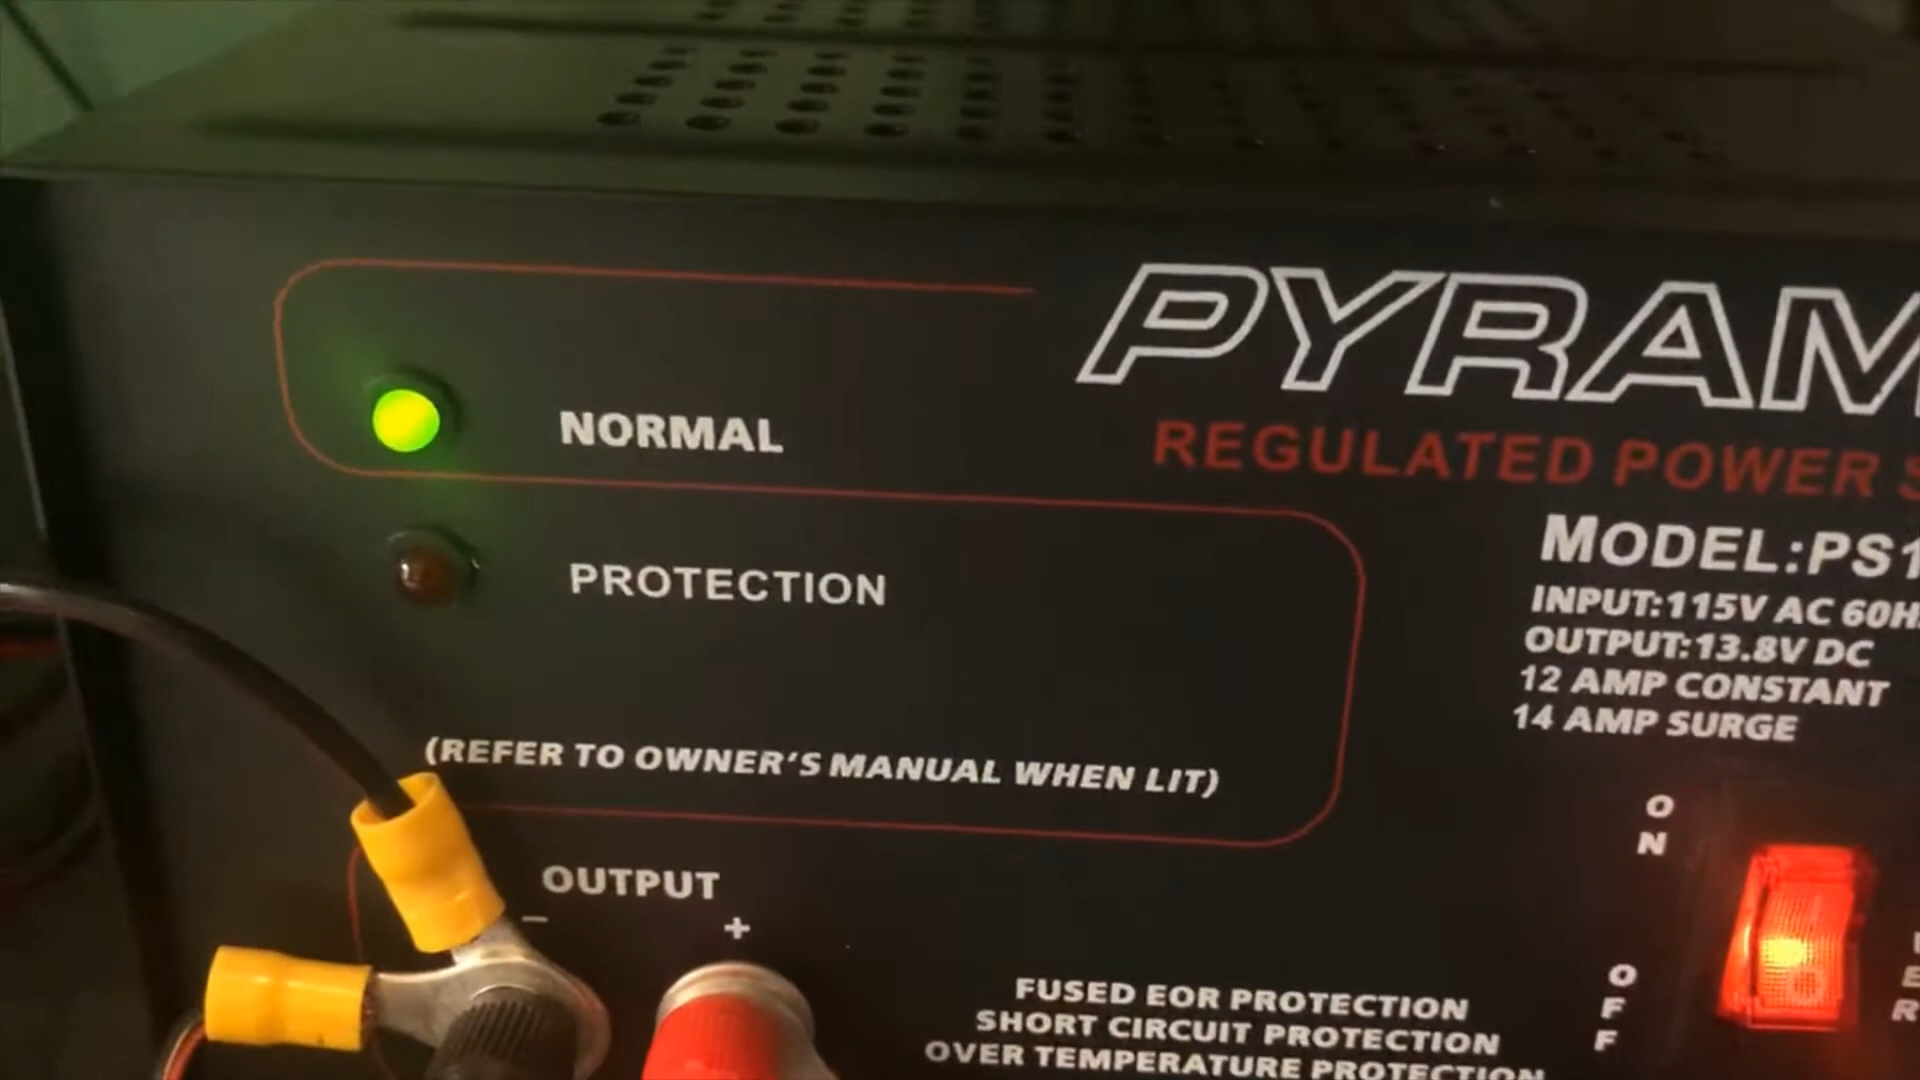 PYRAM
NORMAL
REGULATED POWER S
MODEL:PS1
PROTECTION
INPUT:115V AC 60H
OUTPUT:13.8V DC
12 AMP CONSTANT
14 AMP SURGE
(REFER TO OWNER'S MANUAL WHEN LIT)
ON
OUTPUT
− +
OFF
FUSED EOR PROTECTION
SHORT CIRCUIT PROTECTION
OVER TEMPERATURE PROTECTION